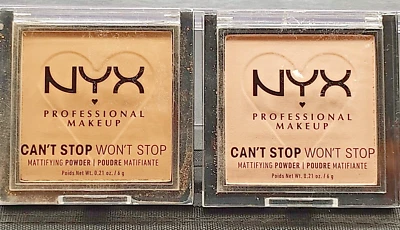 NYX
PROFESSIONAL
MAKEUP
CAN'T STOP WON'T STOP
MATTIFYING POWDER | POUDRE MATIFIANTE
Poids Net Wt. 0.21 oz. / 6 g
NYX
PROFESSIONAL
MAKEUP
CAN'T STOP WON'T STOP
MATTIFYING POWDER | POUDRE MATIFIANTE
Poids Net Wt. 0.21 oz. / 6 g